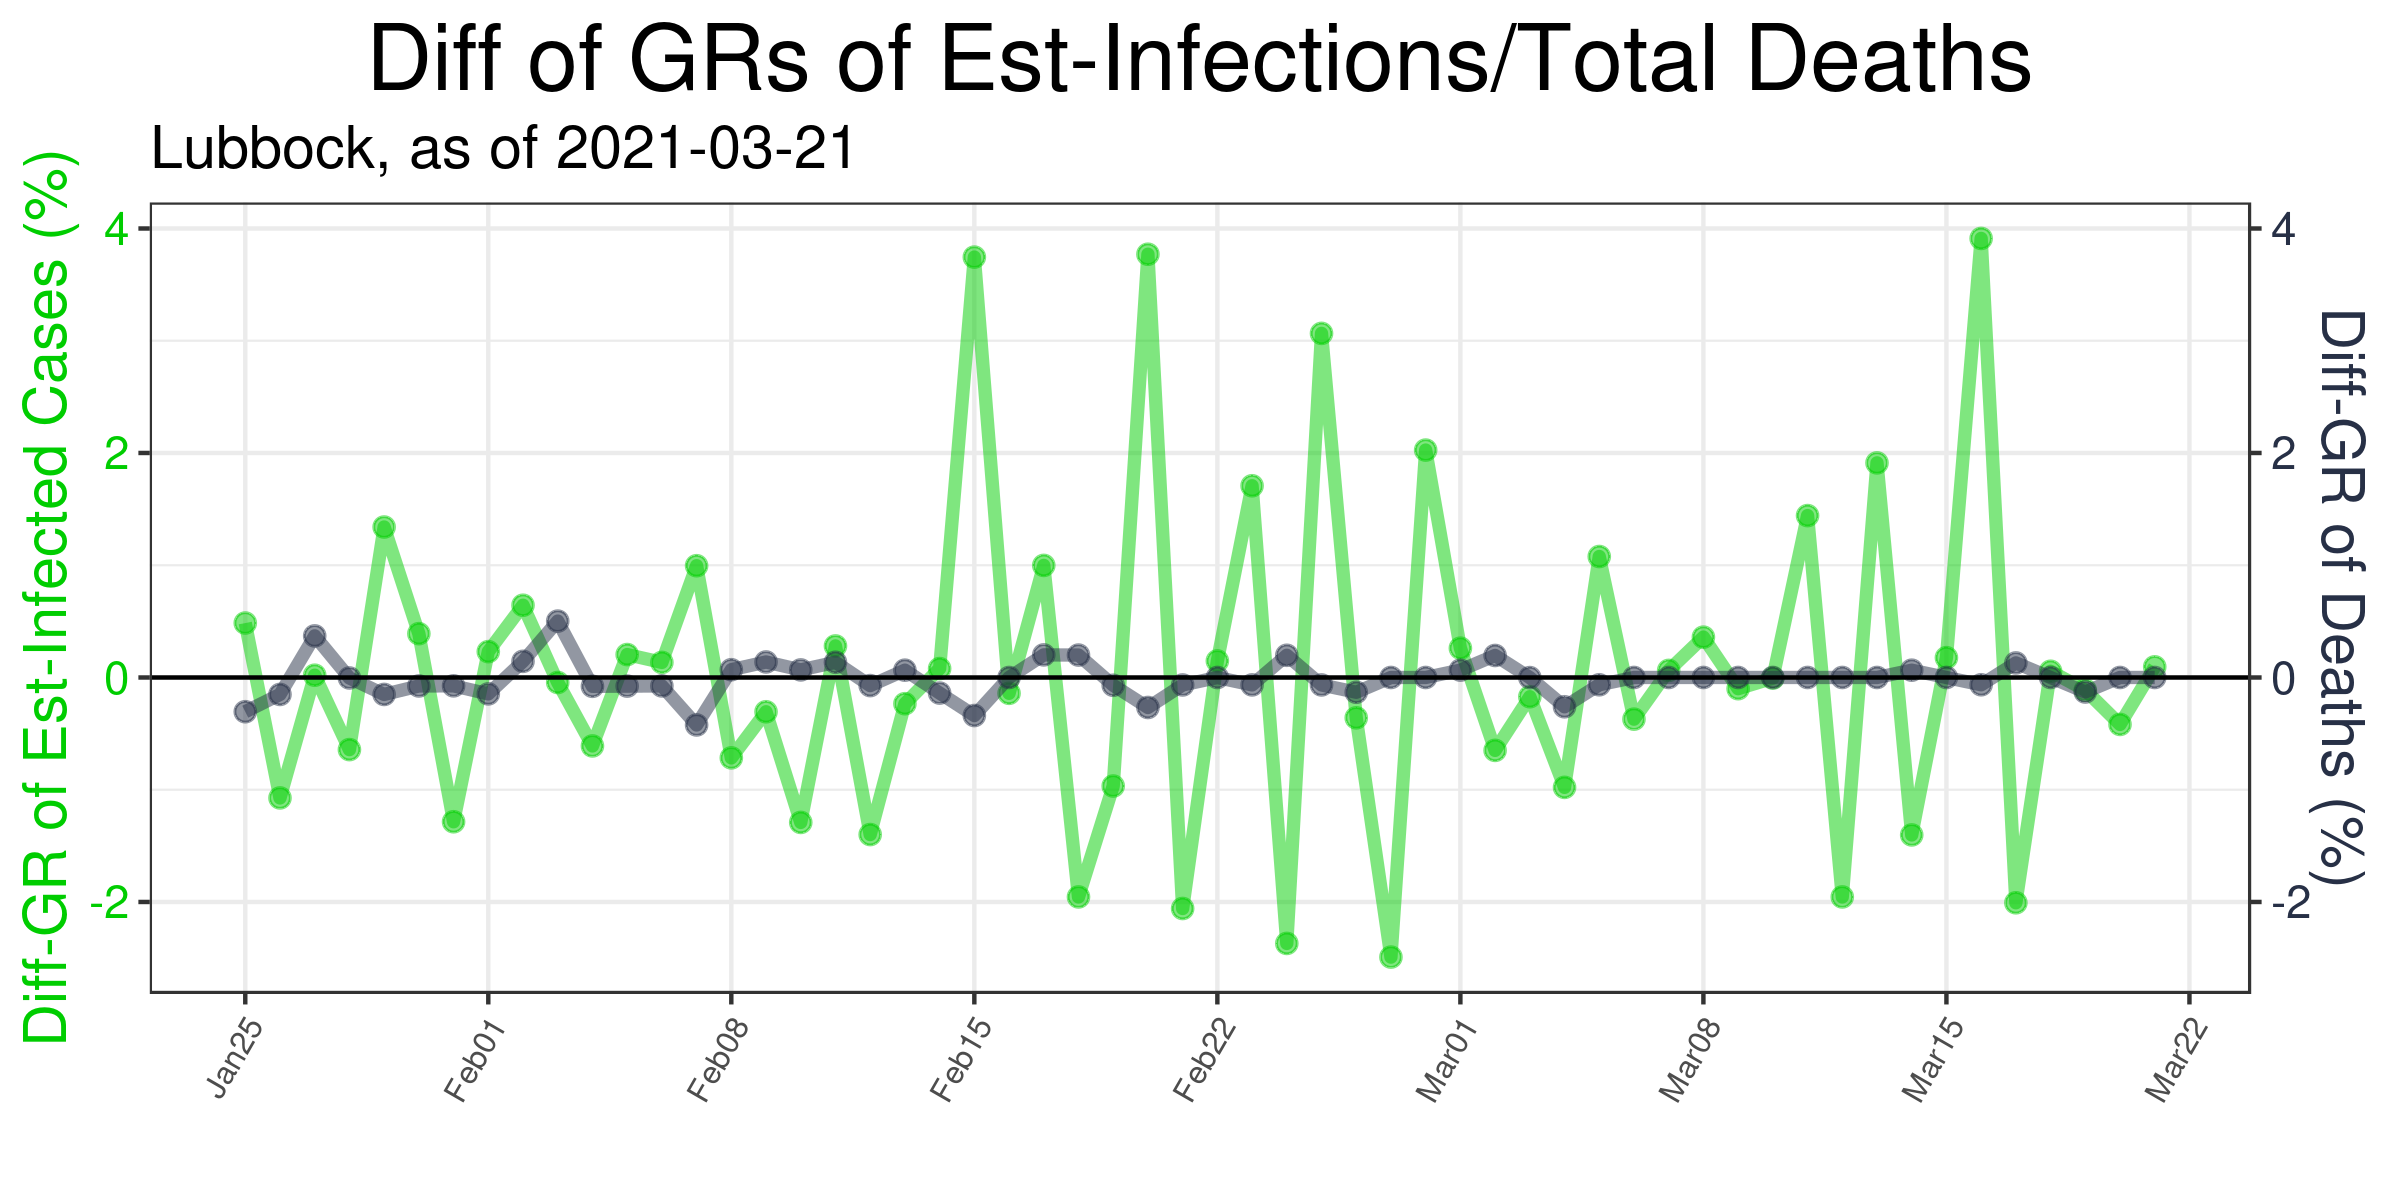 Diff of GRs of Est-Infections/Total Deaths
Lubbock, as of 2021-03-21
Diff-GR of Est-Infected Cases (%)
4
2
0
-2
4
2
0
-2
Diff-GR of Deaths (%)
Jan25
Feb01
Feb08
Feb15
Feb22
Mar01
Mar08
Mar15
Mar22